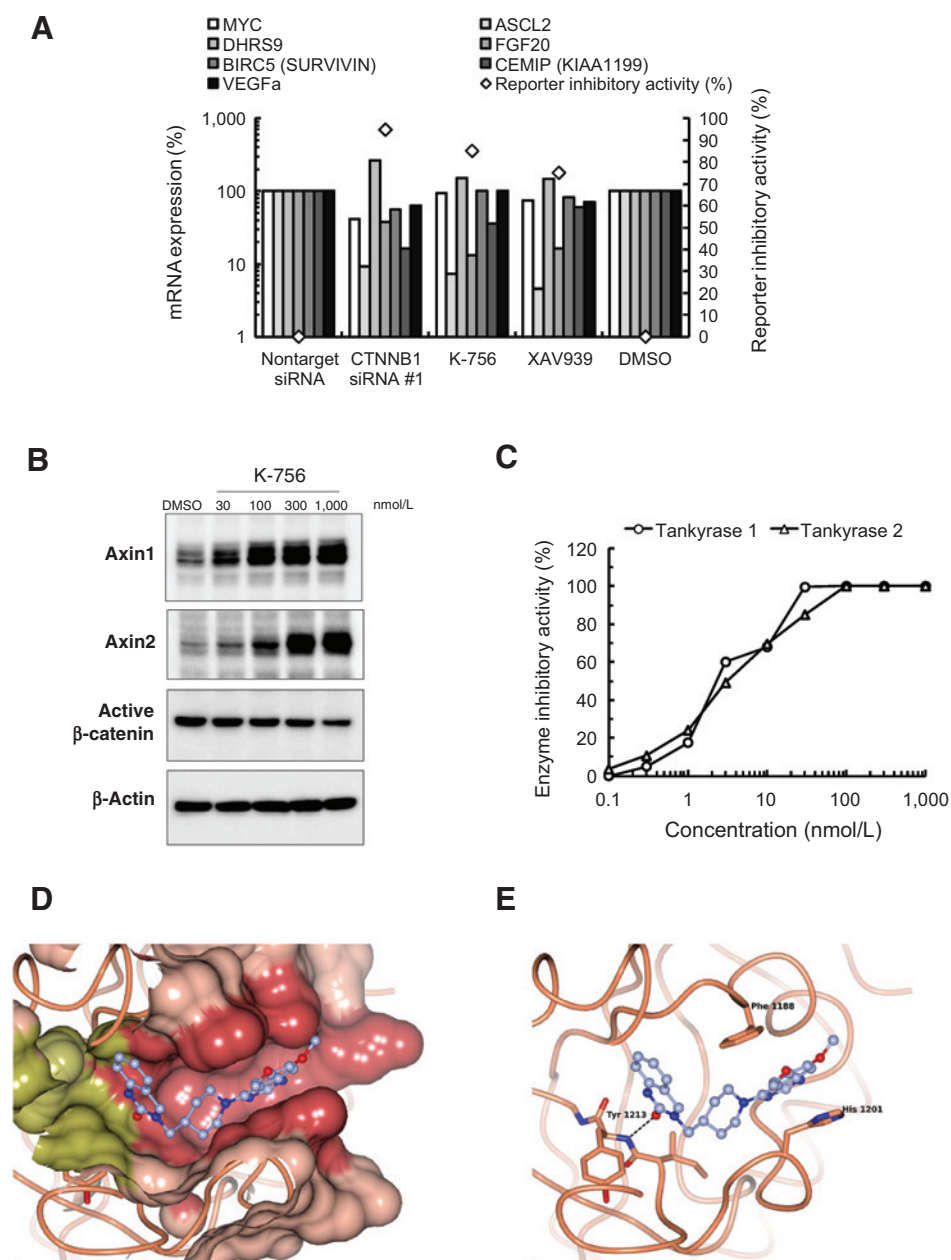 A
MYC
ASCL2
DHRS9
FGF20
BIRC5 (SURVIVIN)
CEMIP (KIAA1199)
VEGFa
Reporter inhibitory activity (%)
mRNA expression (%)
1,000
100
10
1
100
90
80
70
60
50
40
30
20
10
0
Reporter inhibitory activity (%)
Nontarget
siRNA
CTNNB1
siRNA #1
K-756
XAV939
DMSO
B
K-756
DMSO 30 100 300 1,000 nmol/L
Axin1
Axin2
Active
β-catenin
β-Actin
C
Tankyrase 1 Tankyrase 2
Enzyme inhibitory activity (%)
120
100
80
60
40
20
0
0.1 1 10 100 1,000
Concentration (nmol/L)
D
E
Phe 1188
Tyr 1213
His 1201